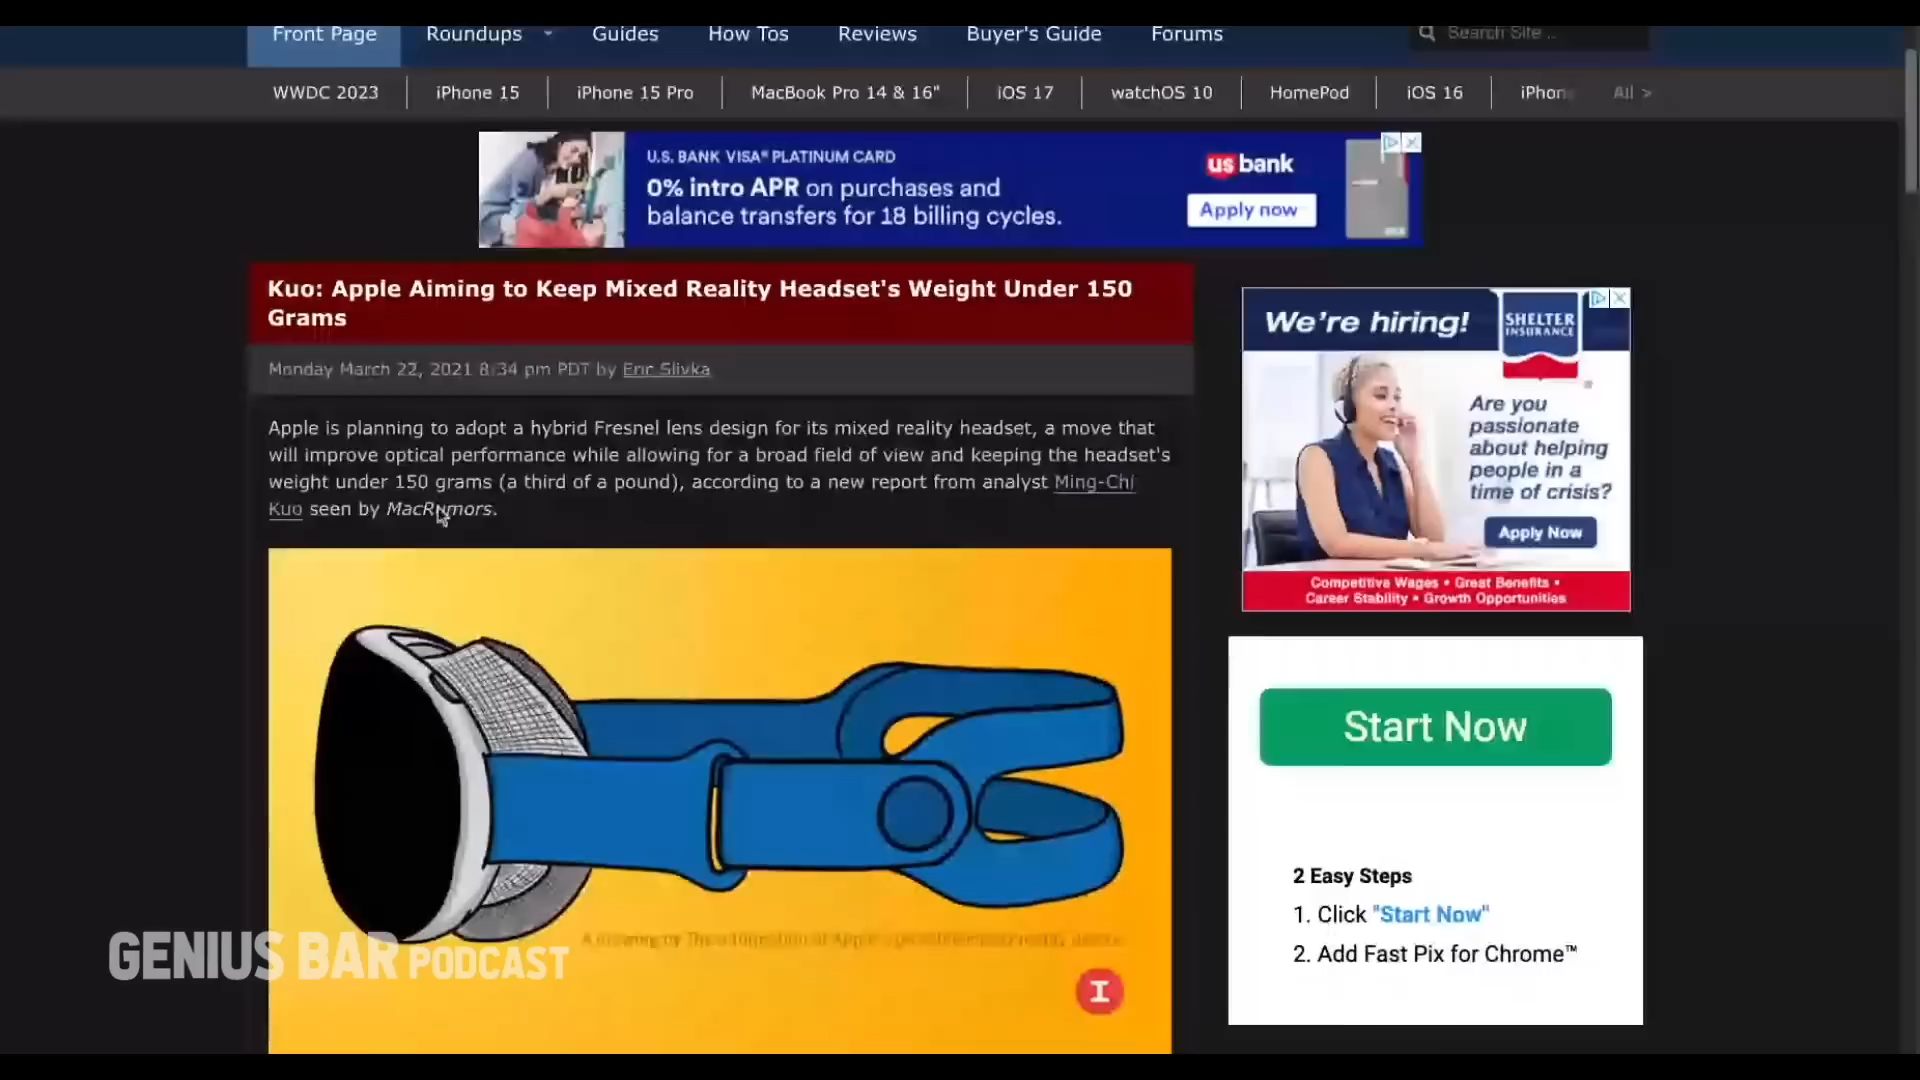 Front Page Roundups Guides How Tos Reviews Buyer's Guide Forums Search Site ...
WWDC 2023 iPhone 15 iPhone 15 Pro MacBook Pro 14 & 16" iOS 17 watchOS 10 HomePod iOS 16 iPhon All >
U.S. BANK VISA® PLATINUM CARD
0% intro APR on purchases and
balance transfers for 18 billing cycles.
us bank
Apply now
Kuo: Apple Aiming to Keep Mixed Reality Headset's Weight Under 150
Grams
Monday March 22, 2021 8:34 pm PDT by Eric Slivka
Apple is planning to adopt a hybrid Fresnel lens design for its mixed reality headset, a move that
will improve optical performance while allowing for a broad field of view and keeping the headset's
weight under 150 grams (a third of a pound), according to a new report from analyst Ming-Chi
Kuo seen by MacRumors.
We're hiring!
SHELTER
INSURANCE
Are you
passionate
about helping
people in a
time of crisis?
Apply Now
Competitive Wages • Great Benefits •
Career Stability • Growth Opportunities
Start Now
2 Easy Steps
1. Click "Start Now"
2. Add Fast Pix for Chrome™
I
GENIUS BAR PODCAST